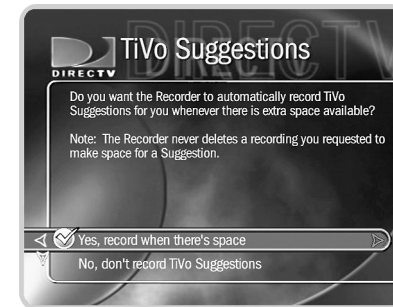 DIRECTV
TiVo Suggestions
DIRECTV
Do you want the Recorder to automatically record TiVo
Suggestions for you whenever there is extra space available?
Note: The Recorder never deletes a recording you requested to
make space for a Suggestion.
Yes, record when there's space
No, don't record TiVo Suggestions